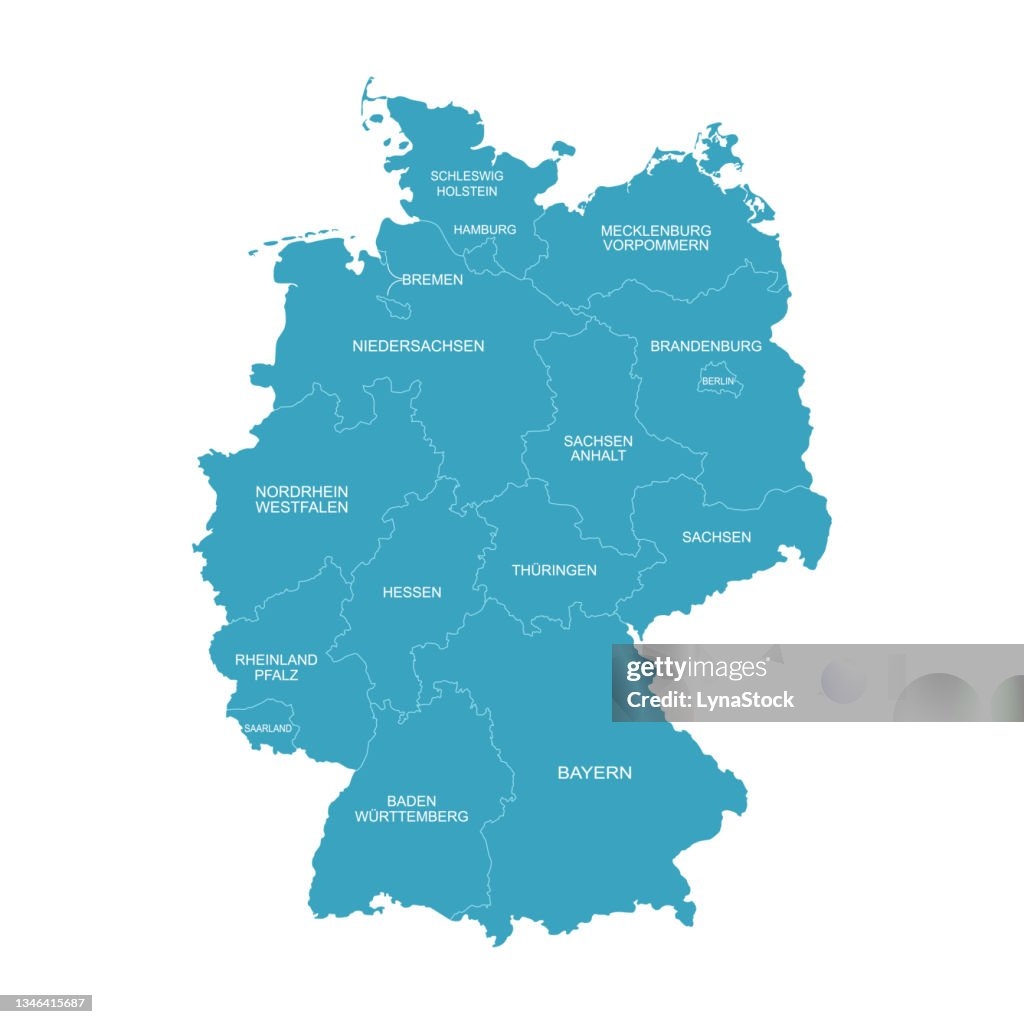 SCHLESWIG
HOLSTEIN
HAMBURG
MECKLENBURG
VORPOMMERN
BREMEN
NIEDERSACHSEN
BRANDENBURG
BERLIN
SACHSEN
ANHALT
NORDRHEIN
WESTFALEN
SACHSEN
THÜRINGEN
HESSEN
RHEINLAND
PFALZ
SAARLAND
gettyimages
LynaStock
BAYERN
BADEN
WÜRTTEMBERG
1346415687